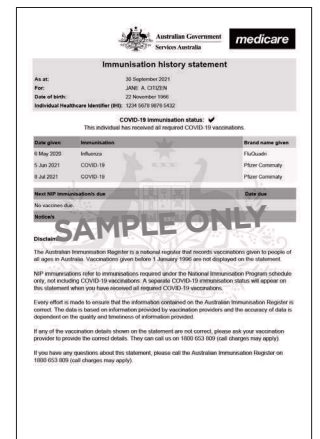 Australian Government
Services Australia
medicare
Immunisation history statement
As at: 30 September 2021
For: JANE A CITIZEN
Date of birth: 22 November 1966
Individual Healthcare Identifier (IHI): 1234 5678 9876 5432
COVID-19 immunisation status: ✔
This individual has received all required COVID-19 vaccinations.
Date given Immunisation Brand name given
6 May 2020 Influenza FluQuadri
5 Jun 2021 COVID-19 Pfizer Comirnaty
8 Jul 2021 COVID-19 Pfizer Comirnaty
Next NIP immunisation/s due Date due
No vaccines due
Notice/s
SAMPLE ONLY
Disclaimer
The Australian Immunisation Register is a national register that records vaccinations given to people of
all ages in Australia. Vaccinations given before 1 January 1996 are not displayed on the statement.
NIP immunisations refer to immunisations required under the National Immunisation Program schedule
only, not including COVID-19 vaccinations. A separate COVID-19 immunisation status will appear on
this statement when you have received all required COVID-19 vaccinations.
Every effort is made to ensure that the information contained on the Australian Immunisation Register is
correct. The data is based on information provided by vaccination providers and the accuracy of data is
dependent on the quality and timeliness of information provided.
If any of the vaccination details shown on the statement are not correct, please ask your vaccination
provider to provide the correct details. They can call us on 1800 653 809 (call charges may apply).
If you have any questions about this statement, please call the Australian Immunisation Register on
1800 653 809 (call charges may apply).